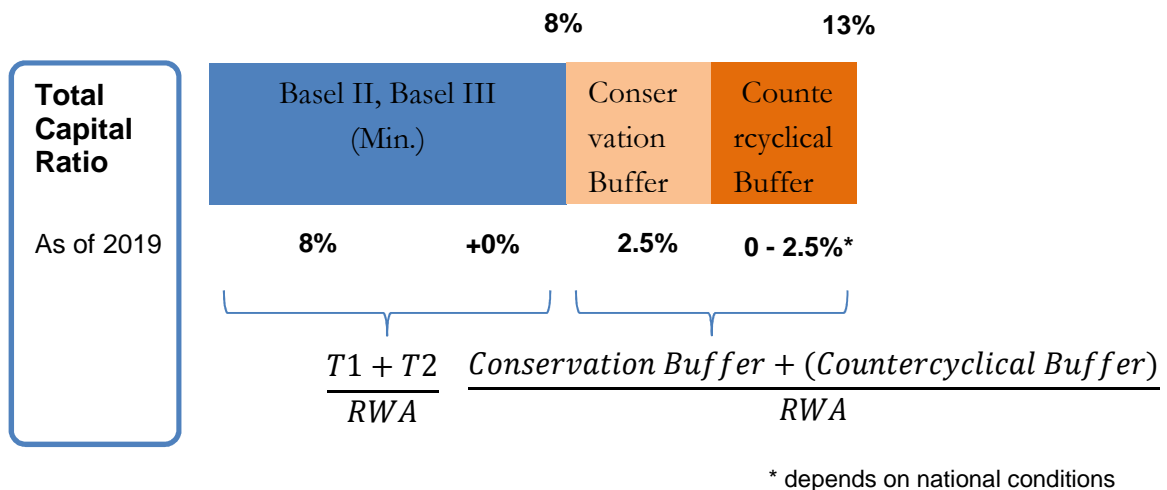 8% 13%
Total
Capital
Ratio
Basel II, Basel III
(Min.)
Conser
vation
Buffer
Counte
rcyclical
Buffer
As of 2019 8% +0% 2.5% 0 - 2.5%*
T1 + T2
RWA
Conservation Buffer + (Countercyclical Buffer)
RWA
* depends on national conditions